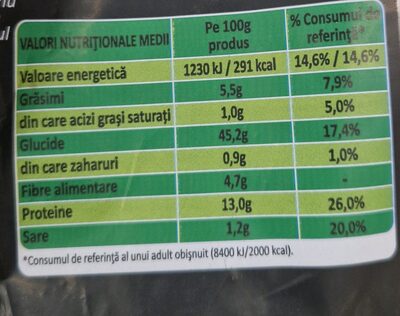 VALORI NUTRIȚIONALE MEDII Pe 100g produs % Consumul de referință*
Valoare energetică 1230 kJ / 291 kcal 14,6% / 14,6%
Grăsimi 5,5g 7,9%
din care acizi grași saturați 1,0g 5,0%
Glucide 45,2g 17,4%
din care zaharuri 0,9g 1,0%
Fibre alimentare 4,7g -
Proteine 13,0g 26,0%
Sare 1,2g 20,0%
*Consumul de referință al unui adult obișnuit (8400 kJ/2000 kcal).